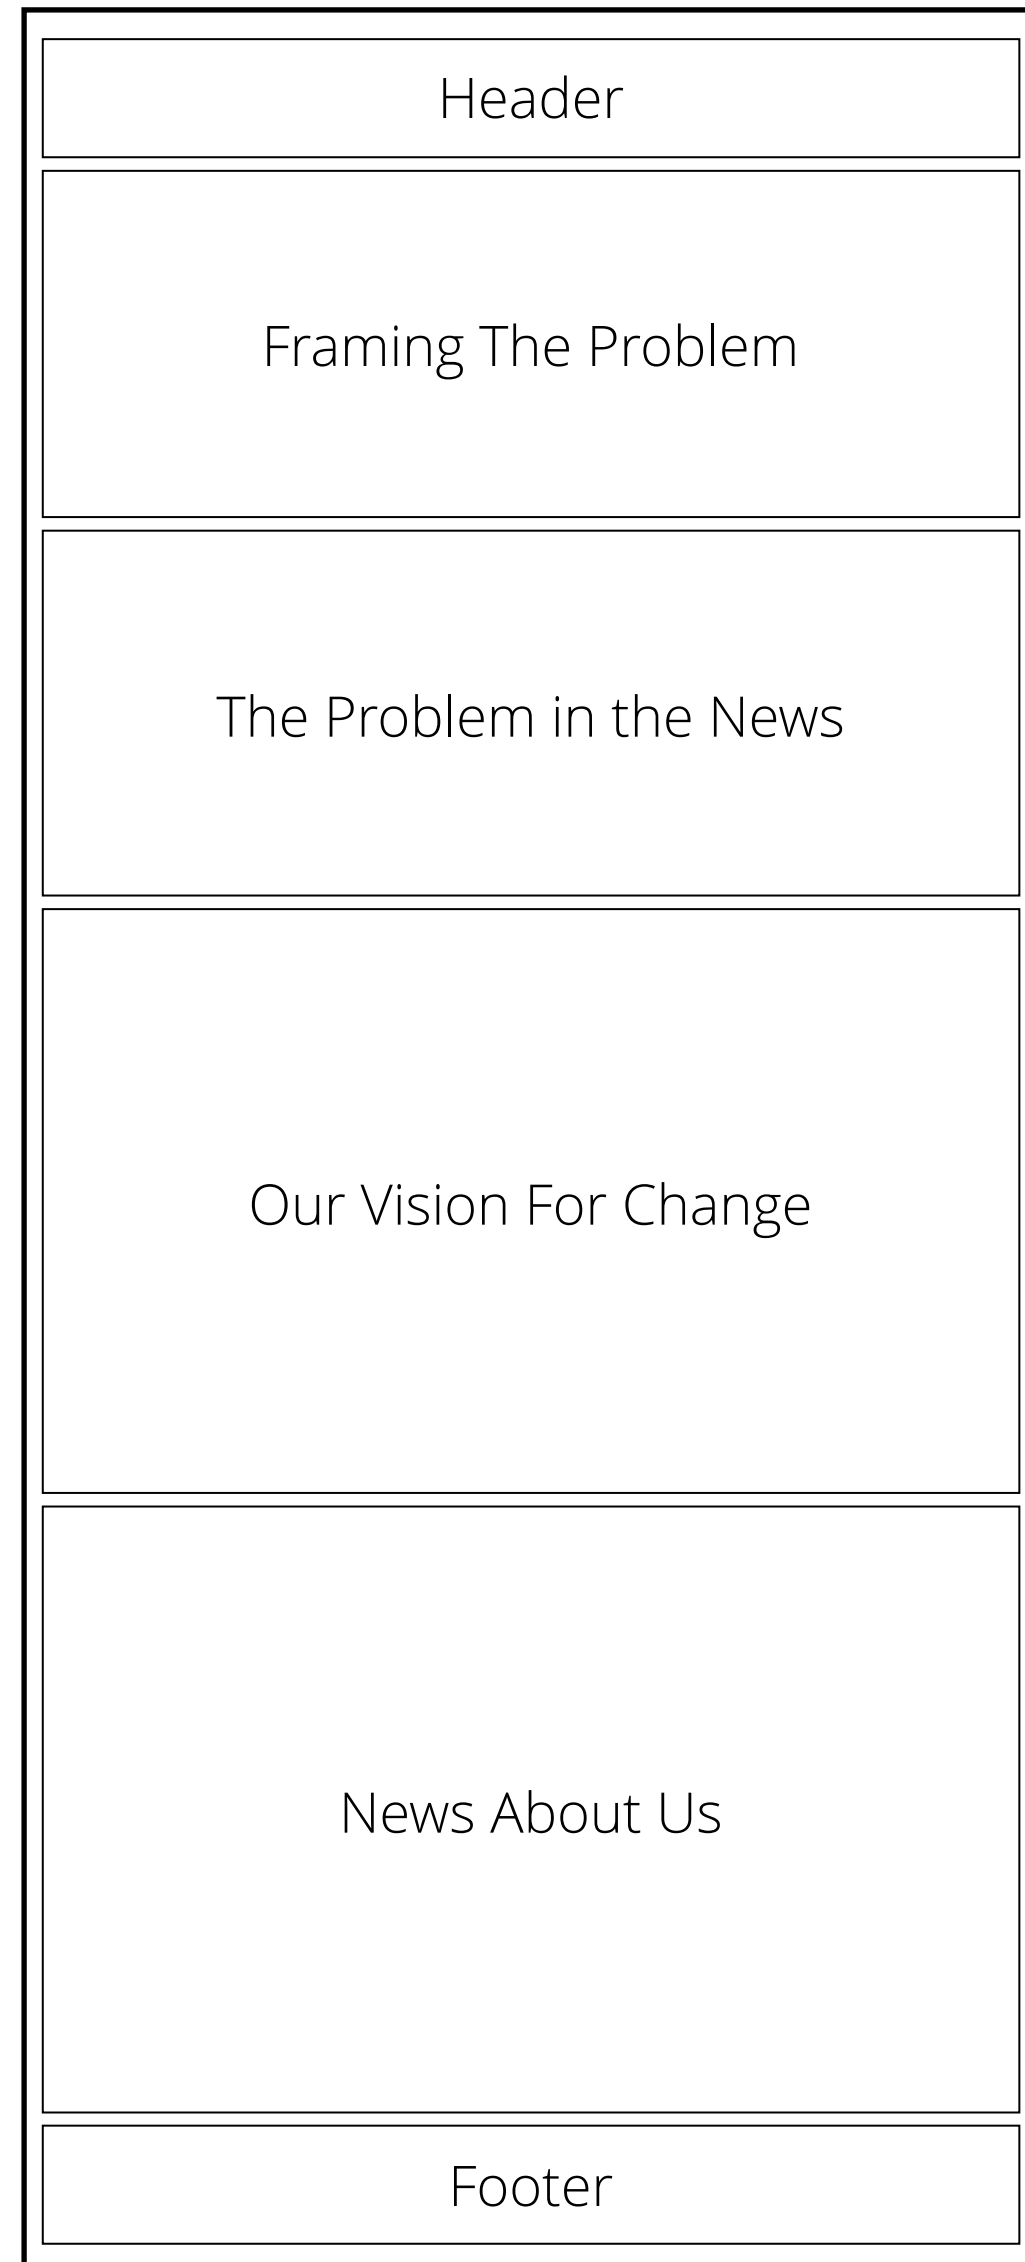 Header
Framing The Problem
The Problem in the News
Our Vision For Change
News About Us
Footer